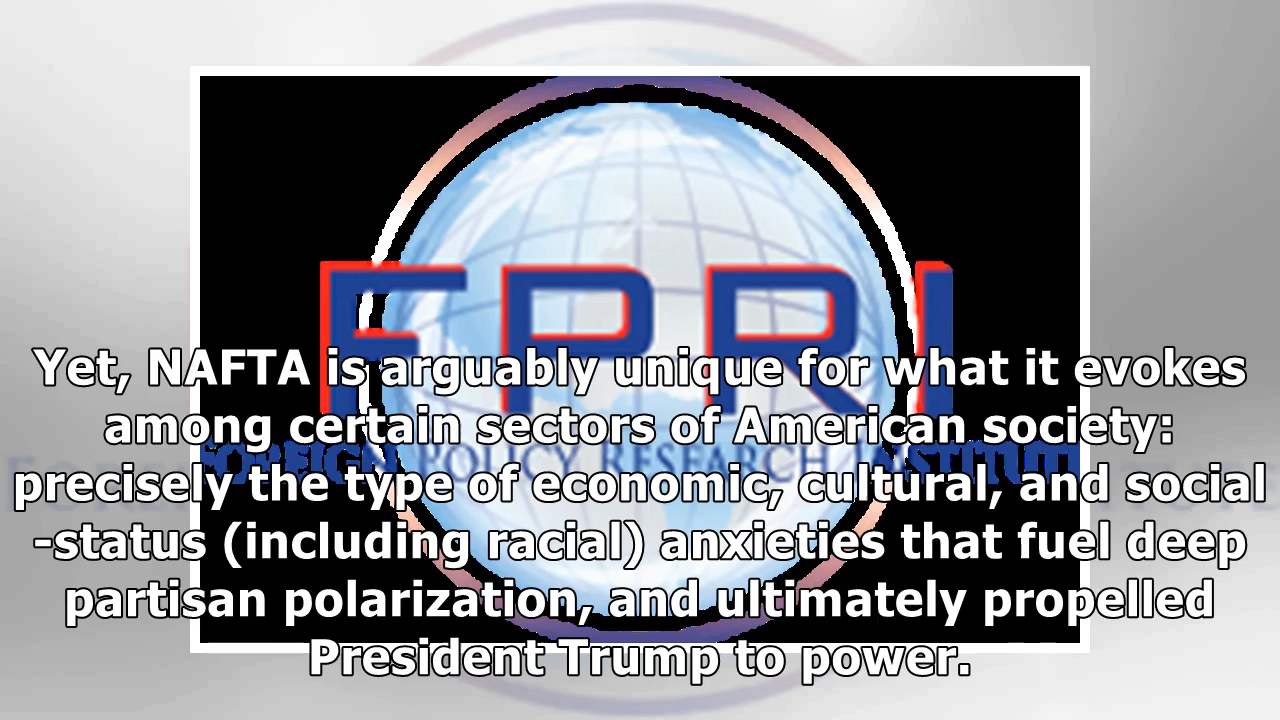 FPRI
FOREIGN POLICY RESEARCH INSTITUTE
Yet, NAFTA is arguably unique for what it evokes
among certain sectors of American society:
precisely the type of economic, cultural, and social
-status (including racial) anxieties that fuel deep
partisan polarization, and ultimately propelled
President Trump to power.